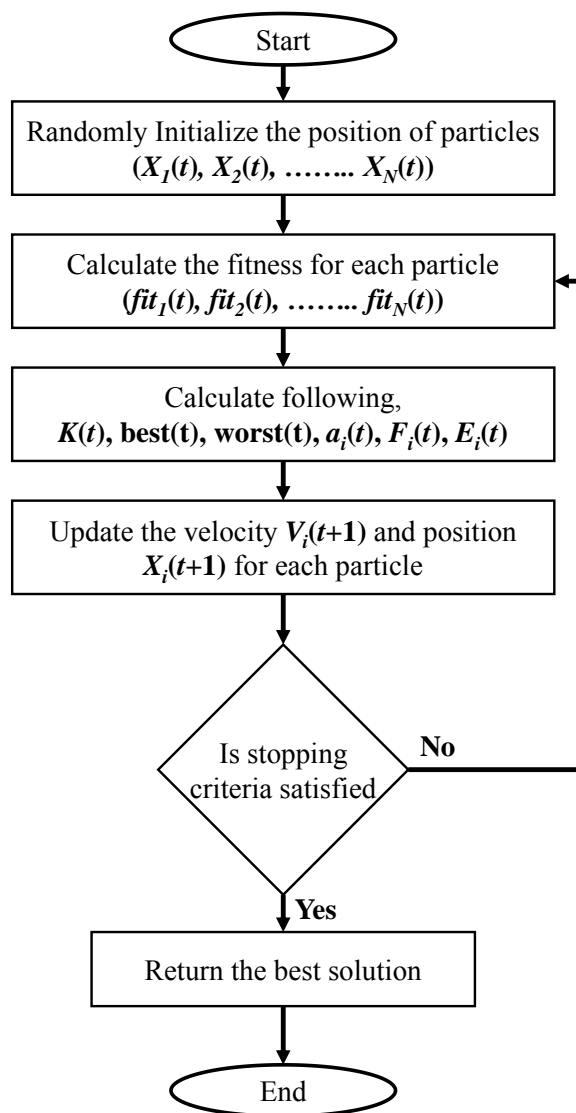 Start
Randomly Initialize the position of particles
(X₁(t), X₂(t), …….. X_N(t))
Calculate the fitness for each particle
(fit₁(t), fit₂(t), …….. fit_N(t))
Calculate following,
K(t), best(t), worst(t), aᵢ(t), Fᵢ(t), Eᵢ(t)
Update the velocity Vᵢ(t+1) and position
Xᵢ(t+1) for each particle
Is stopping
criteria satisfied
No
Yes
Return the best solution
End